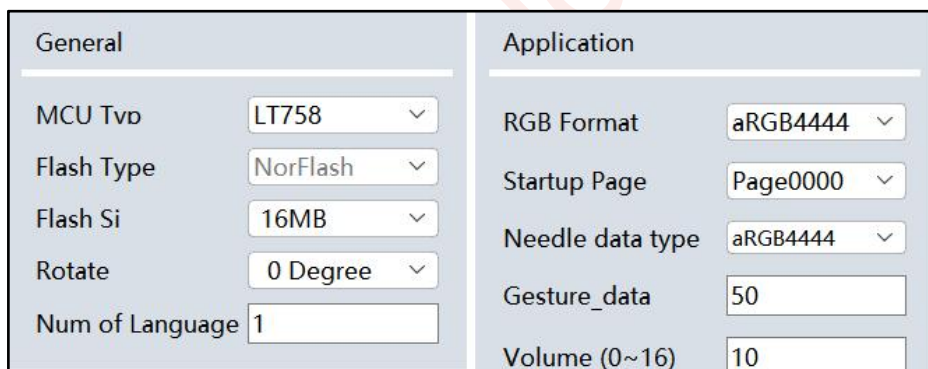 General
MCU Typ LT758
Flash Type NorFlash
Flash Si 16MB
Rotate 0 Degree
Num of Language 1
Application
RGB Format aRGB4444
Startup Page Page0000
Needle data type aRGB4444
Gesture_data 50
Volume (0~16) 10